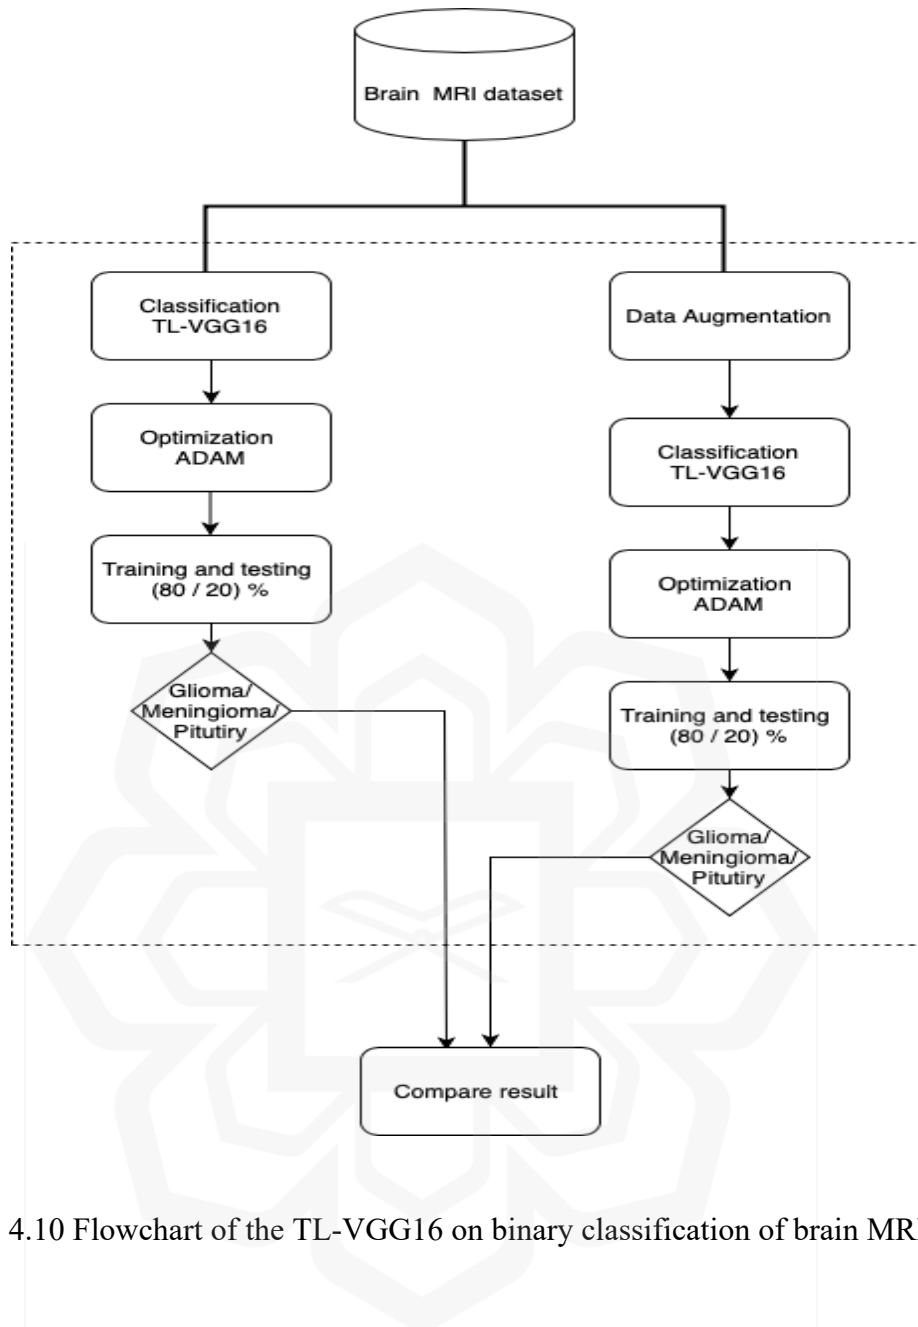 Brain MRI dataset
Classification
TL-VGG16
Optimization
ADAM
Training and testing
(80 / 20) %
Glioma/
Meningioma/
Pitutiry
Data Augmentation
Classification
TL-VGG16
Optimization
ADAM
Training and testing
(80 / 20) %
Glioma/
Meningioma/
Pitutiry
Compare result
4.10 Flowchart of the TL-VGG16 on binary classification of brain MR